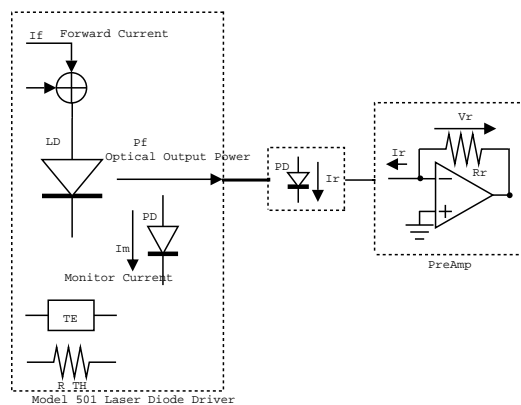 If
Forward Current
LD
Pf
Optical Output Power
PD
Im
Monitor Current
TE
R TH
Model 501 Laser Diode Driver
PD
Ir
Vr
Ir
Rr
PreAmp